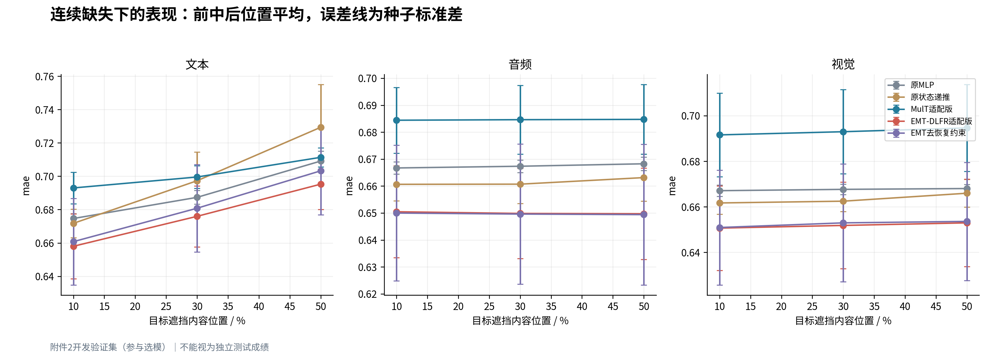 连续缺失下的表现：前中后位置平均，误差线为种子标准差
文本
0.76
0.74
0.72
0.70
0.68
0.66
0.64
mae
10 15 20 25 30 35 40 45 50
目标遮挡内容位置 / %
音频
0.70
0.69
0.68
0.67
0.66
0.65
0.64
0.63
0.62
mae
10 15 20 25 30 35 40 45 50
目标遮挡内容位置 / %
视觉
0.70
0.68
0.66
0.64
mae
10 15 20 25 30 35 40 45 50
目标遮挡内容位置 / %
原MLP
原状态递推
MulT适配版
EMT-DLFR适配版
EMT去恢复约束
附件2开发验证集（参与选模）｜不能视为独立测试成绩